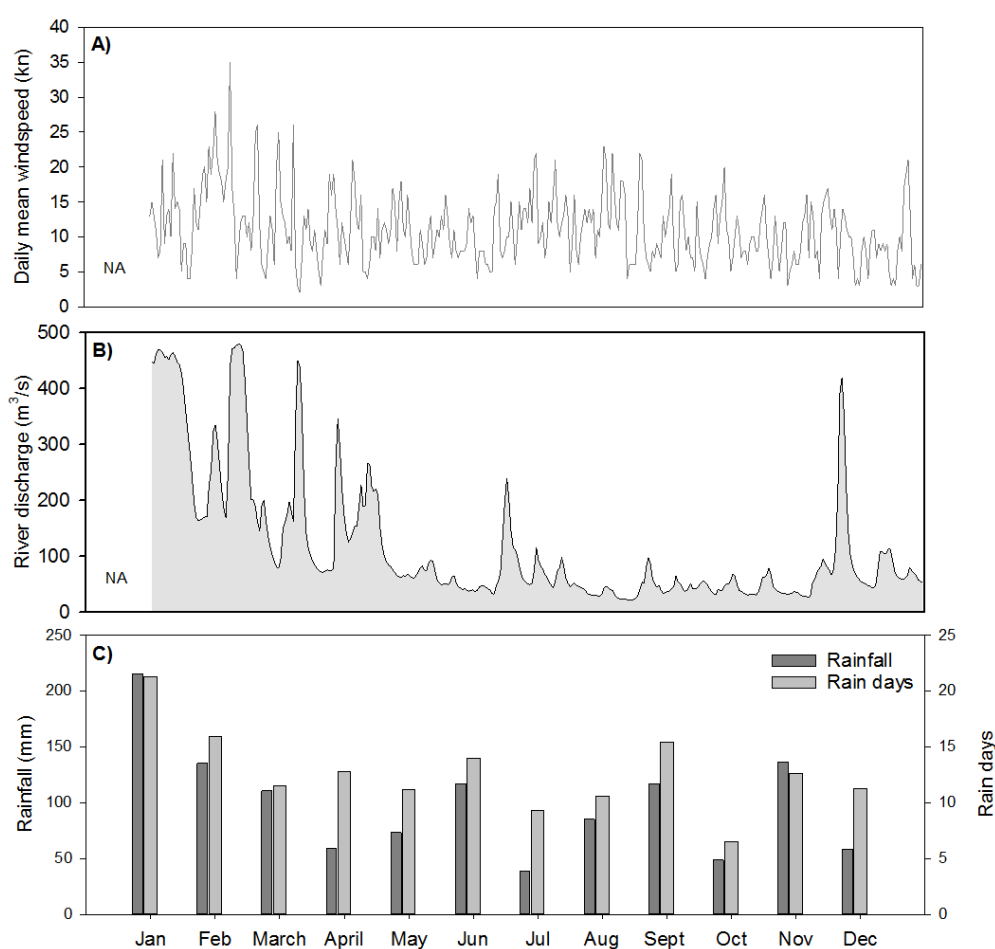 A)
Daily mean windspeed (kn)
40
35
30
25
20
15
10
5
0
NA
B)
River discharge (m³/s)
500
400
300
200
100
0
NA
C)
Rainfall (mm)
250
200
150
100
50
0
Rainfall
Rain days
25
20
15
10
5
0
Rain days
Jan Feb March April May Jun Jul Aug Sept Oct Nov Dec